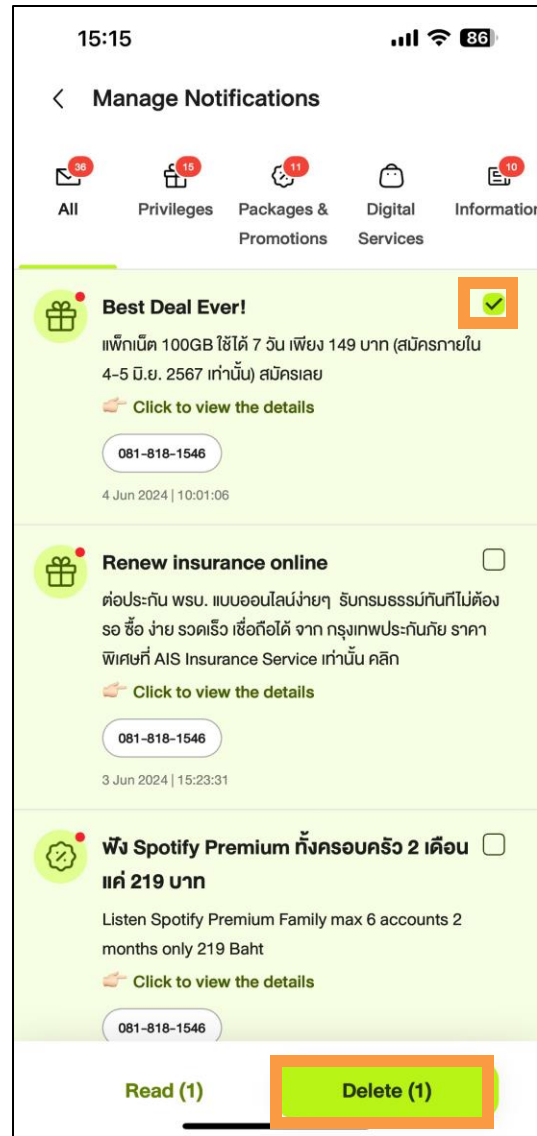 15:15
86
Manage Notifications
36
15
11
10
All
Privileges
Packages &
Promotions
Digital
Services
Information
Best Deal Ever!
แพ็กเน็ต 100GB ใช้ได้ 7 วัน เพียง 149 บาท (สมัครภายใน
4-5 มิ.ย. 2567 เท่านั้น) สมัครเลย
Click to view the details
081-818-1546
4 Jun 2024 | 10:01:06
Renew insurance online
ต่อประกัน พรบ. แบบออนไลน์ง่ายๆ รับกรมธรรม์ทันทีไม่ต้อง
รอ ซื้อ ง่าย รวดเร็ว เชื่อถือได้ จาก กรุงเทพประกันภัย ราคา
พิเศษที่ AIS Insurance Service เท่านั้น คลิก
Click to view the details
081-818-1546
3 Jun 2024 | 15:23:31
ฟัง Spotify Premium ทั้งครอบครัว 2 เดือน
แค่ 219 บาท
Listen Spotify Premium Family max 6 accounts 2
months only 219 Baht
Click to view the details
081-818-1546
Read (1)
Delete (1)